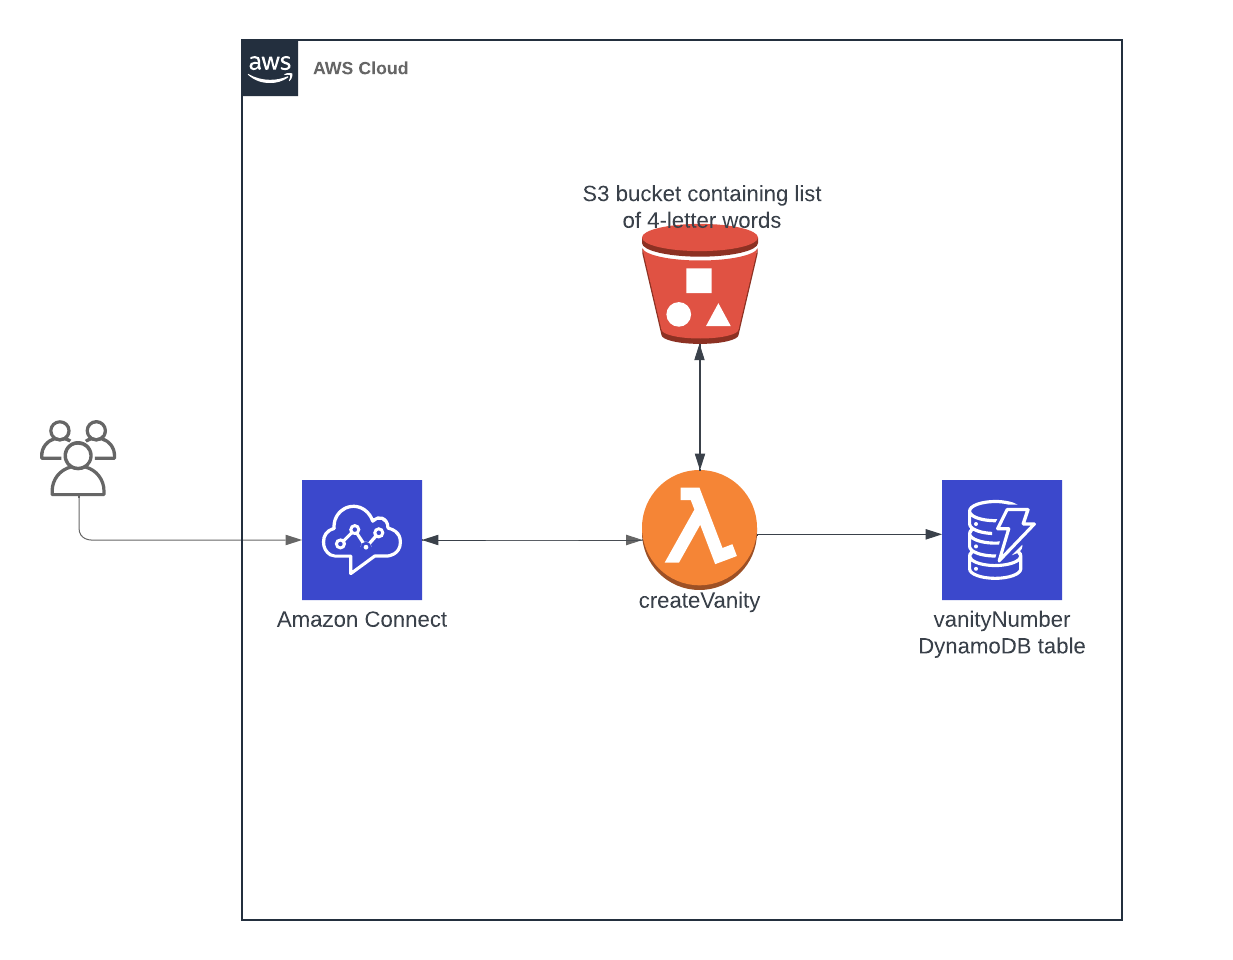 aws
AWS Cloud
S3 bucket containing list
of 4-letter words
createVanity
Amazon Connect
vanityNumber
DynamoDB table